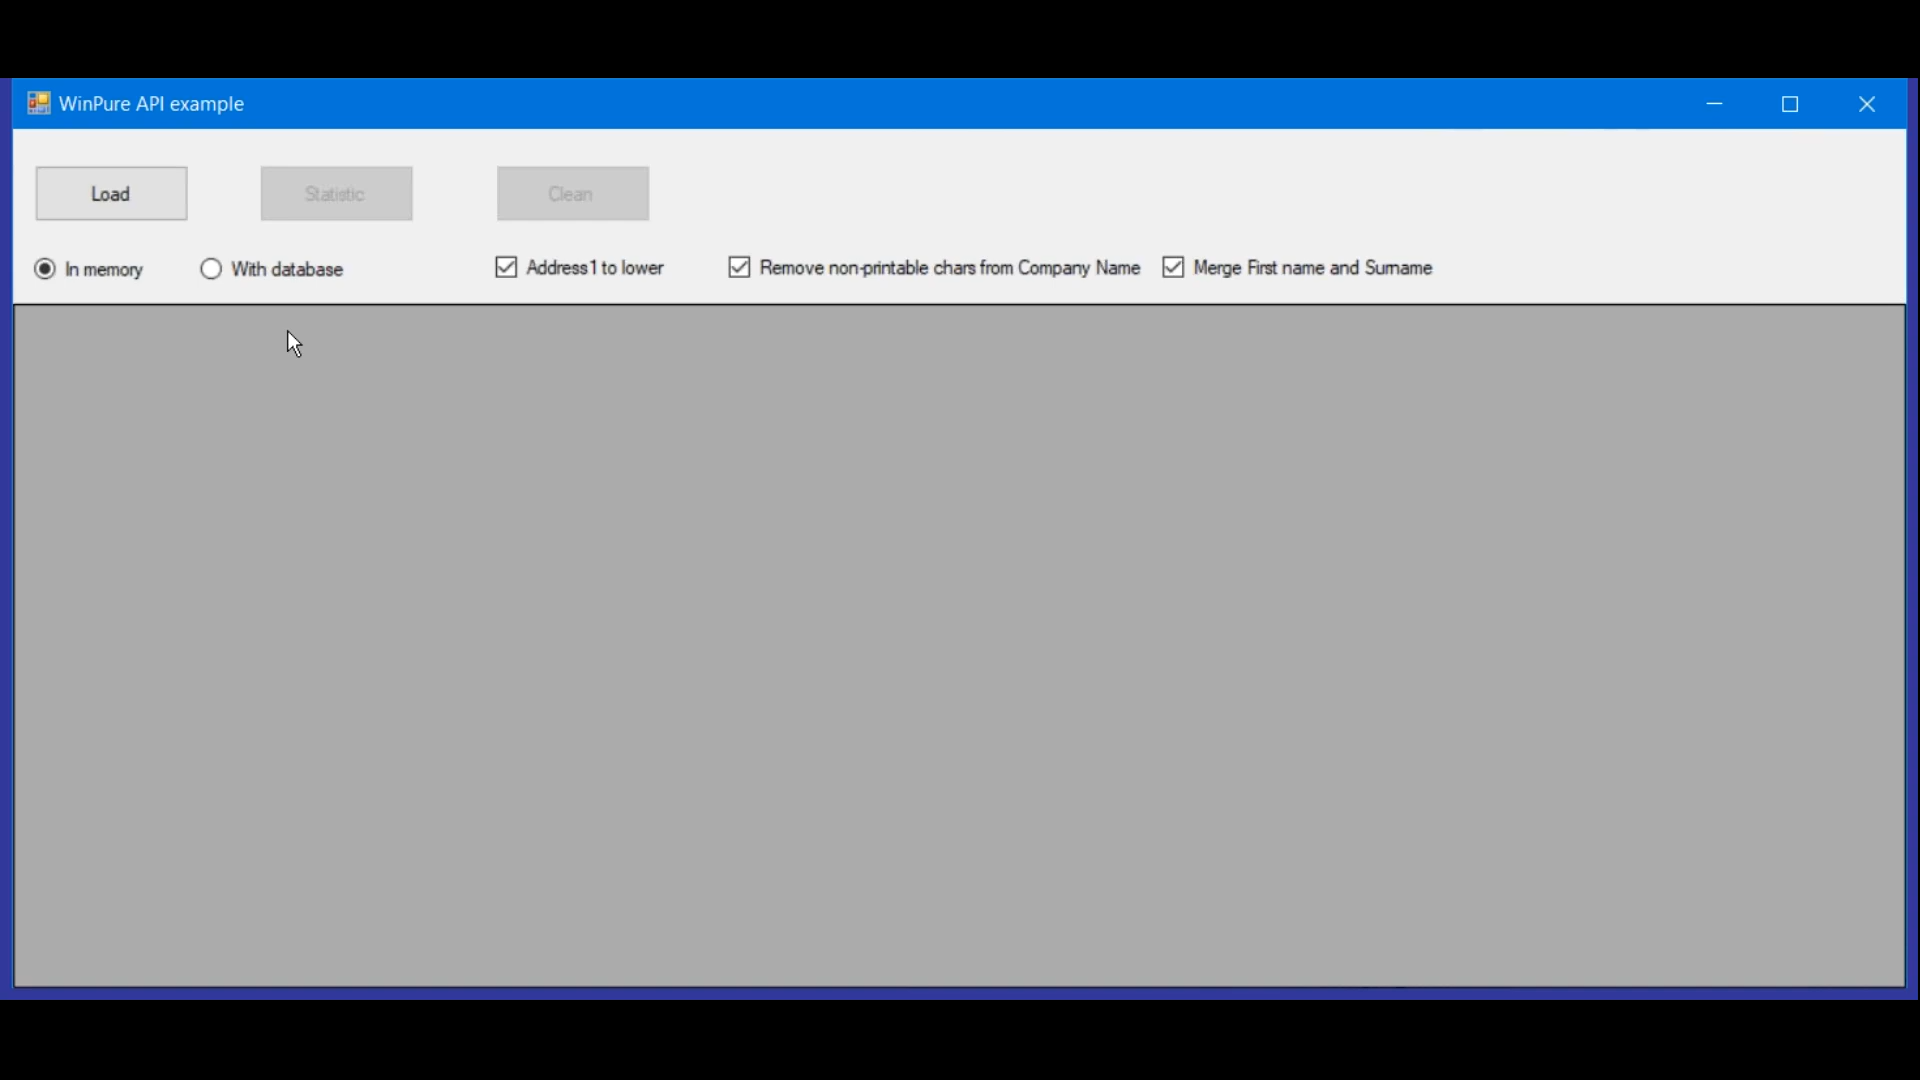 WinPure API example
Load Statistic Clean
In memory With database Address1 to lower Remove non-printable chars from Company Name Merge First name and Surname